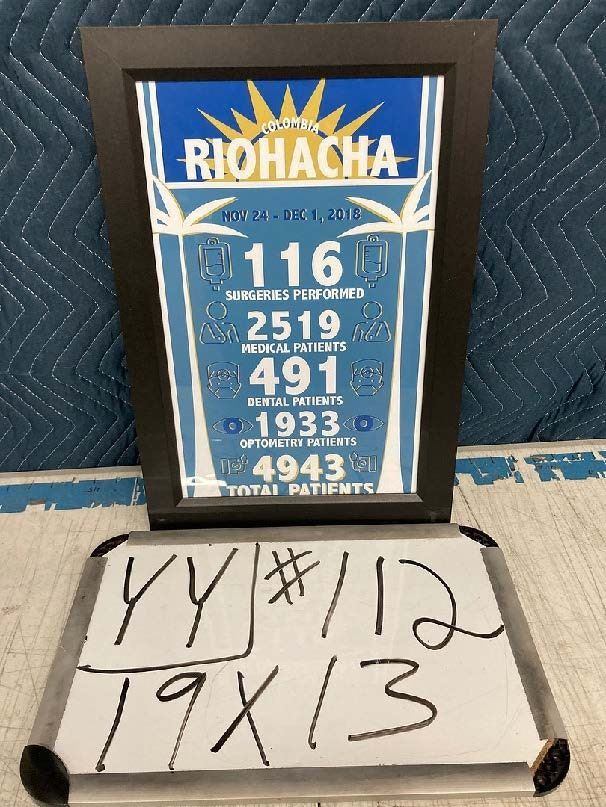 COLOMBIA
RIOHACHA
NOV 24 - DEC 1, 2018
116
SURGERIES PERFORMED
2519
MEDICAL PATIENTS
491
DENTAL PATIENTS
1933
OPTOMETRY PATIENTS
4943
TOTAL PATIENTS
YY #112
19X13